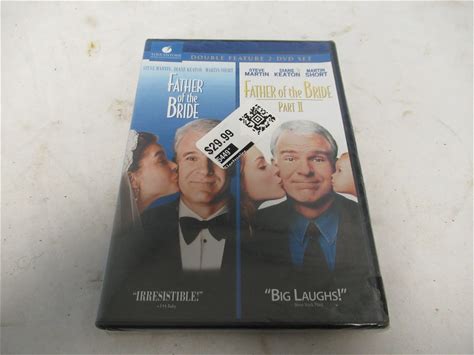 DOUBLE FEATURE 2-DVD SET
STEVE MARTIN, DIANE KEATON, MARTIN SHORT
FATHER
of the
BRIDE
STEVE MARTIN
DIANE KEATON
MARTIN SHORT
FATHER of the BRIDE
PART II
$29.99
"IRRESISTIBLE!"
"BIG LAUGHS!"